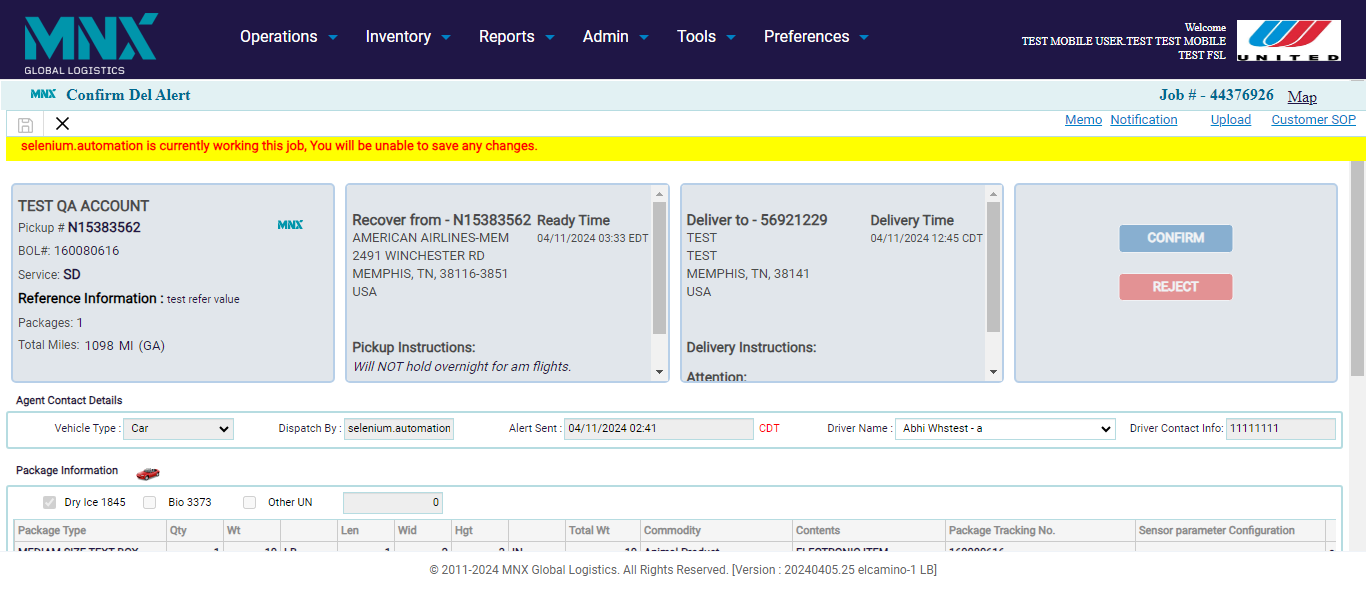 MNX
GLOBAL LOGISTICS
Operations Inventory Reports Admin Tools Preferences
Welcome
TEST MOBILE USER.TEST TEST MOBILE
TEST FSL
UNITED
MNX Confirm Del Alert
Job # - 44376926 Map
Memo Notification Upload Customer SOP
selenium.automation is currently working this job, You will be unable to save any changes.
TEST QA ACCOUNT
Pickup # N15383562
MNX
BOL#: 160080616
Service: SD
Reference Information : test refer value
Packages: 1
Total Miles: 1098 MI (GA)
Recover from - N15383562 Ready Time
AMERICAN AIRLINES-MEM 04/11/2024 03:33 EDT
2491 WINCHESTER RD
MEMPHIS, TN, 38116-3851
USA
Pickup Instructions:
Will NOT hold overnight for am flights.
Deliver to - 56921229 Delivery Time
TEST 04/11/2024 12:45 CDT
TEST
MEMPHIS, TN, 38141
USA
Delivery Instructions:
Attention:
CONFIRM
REJECT
Agent Contact Details
Vehicle Type : Car Dispatch By : selenium.automation Alert Sent : 04/11/2024 02:41 CDT Driver Name : Abhi Whstest - a Driver Contact Info: 11111111
Package Information
Dry Ice 1845 Bio 3373 Other UN 0
Package Type Qty Wt Len Wid Hgt Total Wt Commodity Contents Package Tracking No. Sensor parameter Configuration
MEDIAM SIZE TEXT BOX 1 10 LB 1 2 2 IN 10 Animal Product ELECTRONIC ITEM 160080616
© 2011-2024 MNX Global Logistics. All Rights Reserved. [Version : 20240405.25 elcamino-1 LB]